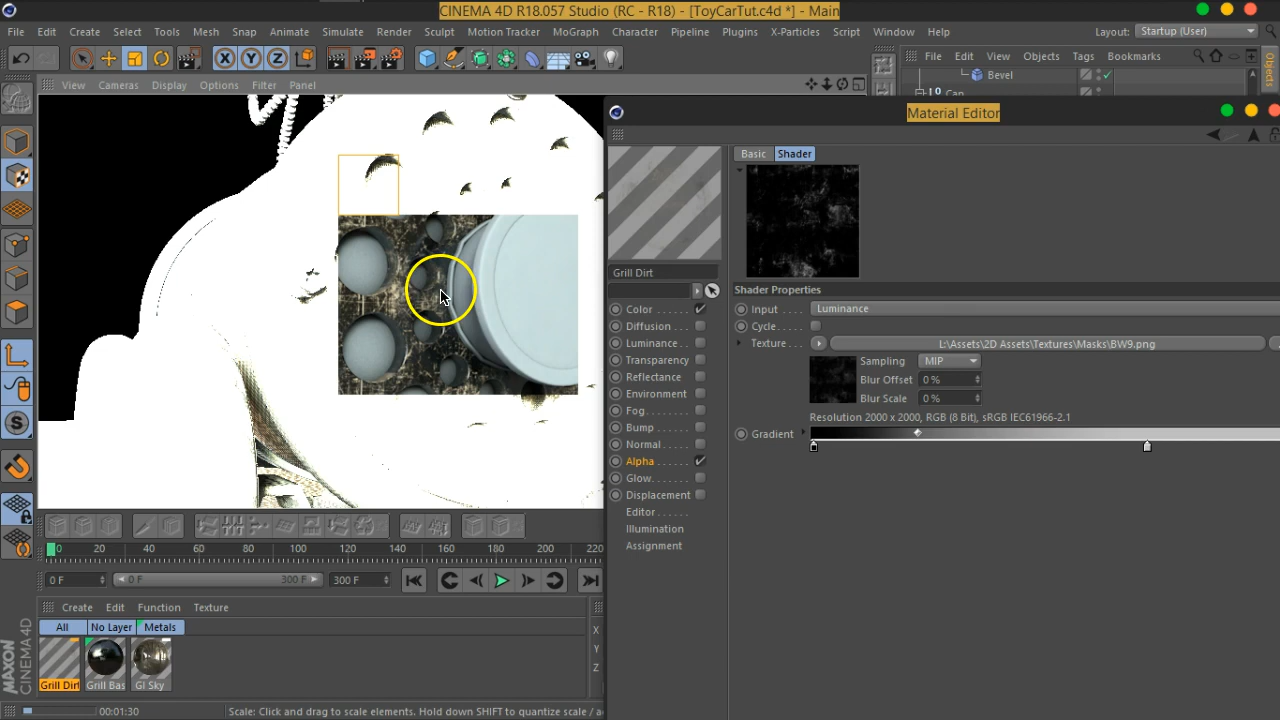 CINEMA 4D R18.057 Studio (RC - R18) - [ToyCarTut.c4d *] - Main
File Edit Create Select Tools Mesh Snap Animate Simulate Render Sculpt Motion Tracker MoGraph Character Pipeline Plugins X-Particles Script Window Help Layout: Startup (User)
File Edit View Objects Tags Bookmarks
View Cameras Display Options Filter Panel
Bevel
Can
Objects
Material Editor
Basic Shader
Grill Dirt
Shader Properties
Color
Diffusion
Luminance
Transparency
Reflectance
Environment
Fog
Bump
Normal
Alpha
Glow
Displacement
Editor
Illumination
Assignment
Input Luminance
Cycle
Texture L:\Assets\2D Assets\Textures\Masks\BW9.png
Sampling MIP
Blur Offset 0 %
Blur Scale 0 %
Resolution 2000 x 2000, RGB (8 Bit), sRGB IEC61966-2.1
Gradient
0 20 40 60 80 100 120 140 160 180 200 220
0 F 0 F 300 F 300 F
Create Edit Function Texture
All No Layer Metals
X
Y
Z
Grill Dirt Grill Bas GI Sky
MAXON
CINEMA 4D
00:01:30 Scale: Click and drag to scale elements. Hold down SHIFT to quantize scale / a